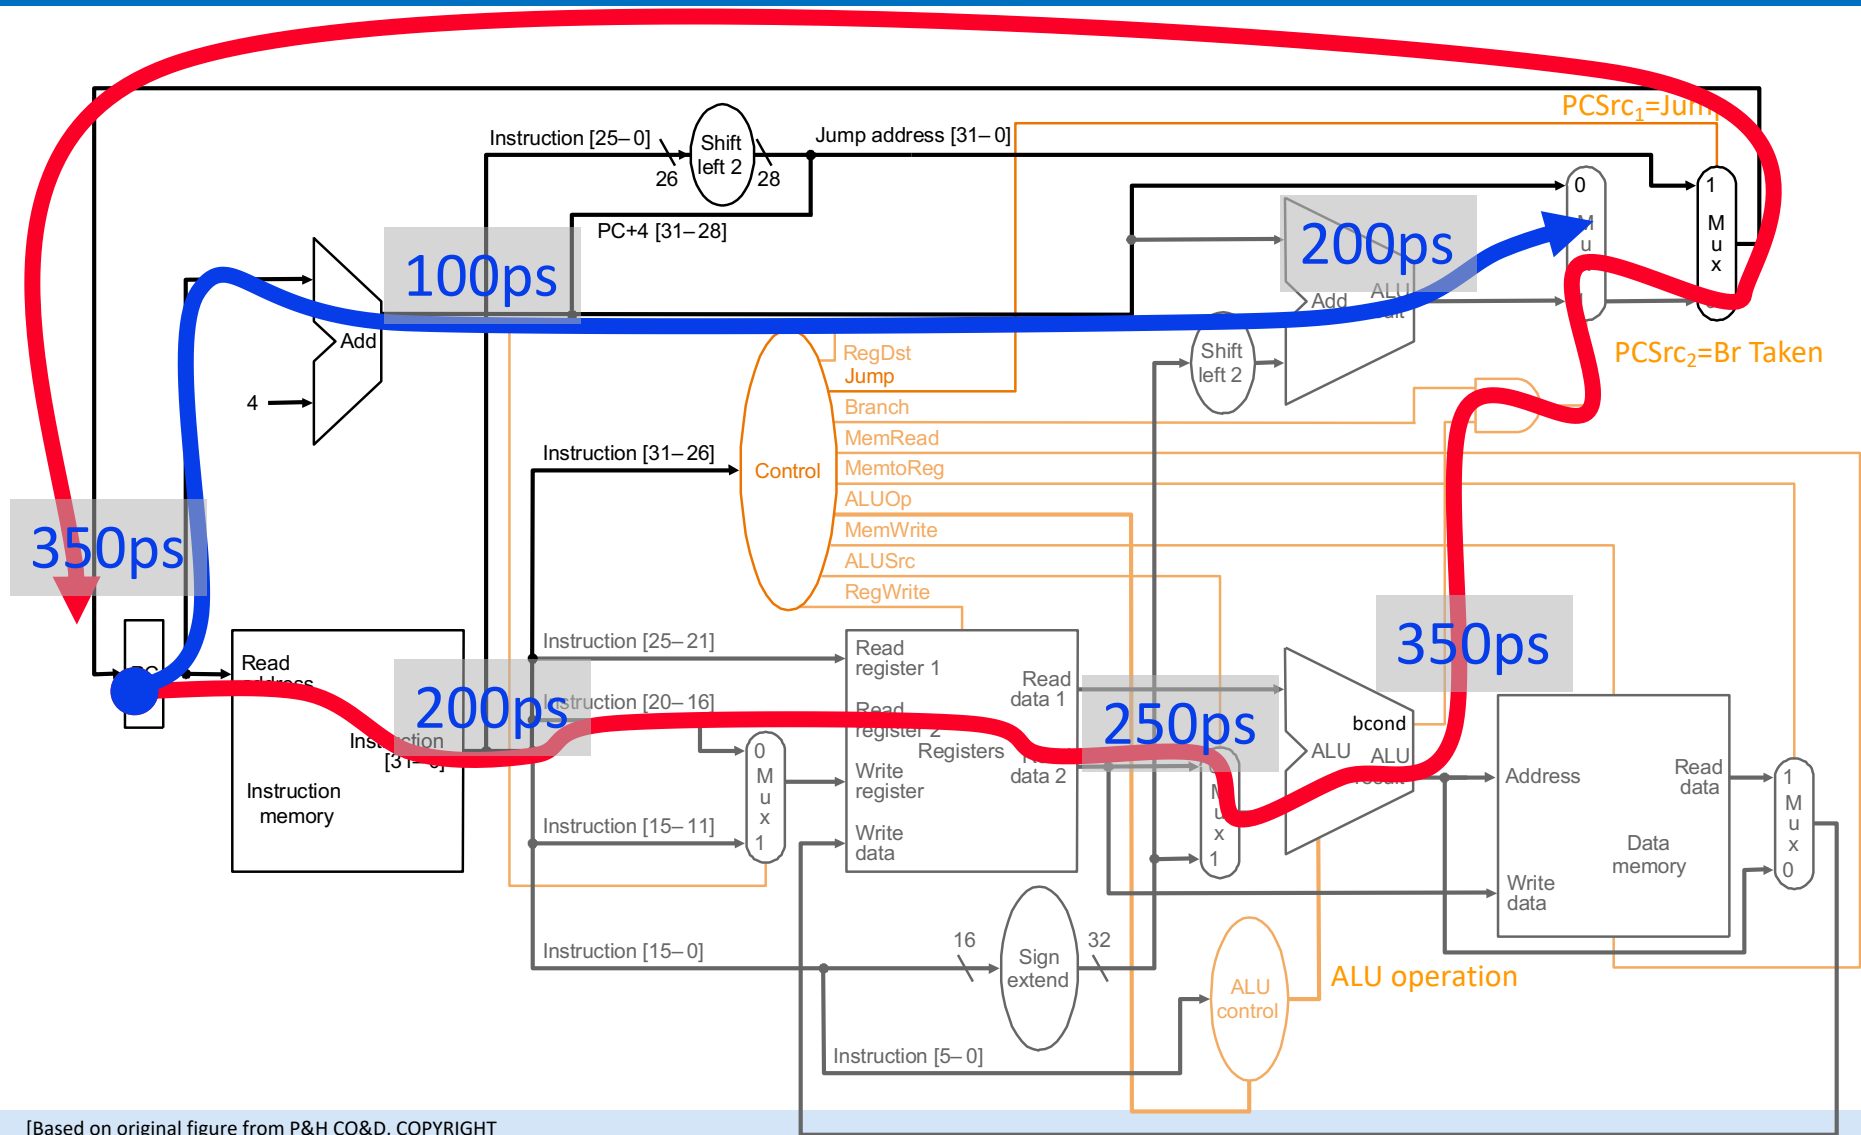 PCSrc1=Jump
Instruction [25–0]
Shift
left 2
Jump address [31–0]
26
28
PC+4 [31–28]
0
M
u
1
M
u
x
100ps
200ps
Add
ALU
Add
4
Shift
left 2
PCSrc2=Br Taken
RegDst
Jump
Branch
MemRead
MemtoReg
ALUOp
MemWrite
ALUSrc
RegWrite
Instruction [31–26]
Control
350ps
Read
address
Instruction
[31–0]
Instruction
memory
200ps
Instruction [25–21]
Instruction [20–16]
Instruction [15–11]
Instruction [15–0]
Instruction [5–0]
0
M
u
x
1
Read
register 1
Read
register 2
Registers
Write
register
Write
data
Read
data 1
data 2
250ps
350ps
M
u
x
1
bcond
ALU
ALU
result
Address
Read
data
Data
memory
Write
data
1
M
u
x
0
16
Sign
extend
32
ALU
control
ALU operation
[Based on original figure from P&H CO&D, COPYRIGHT